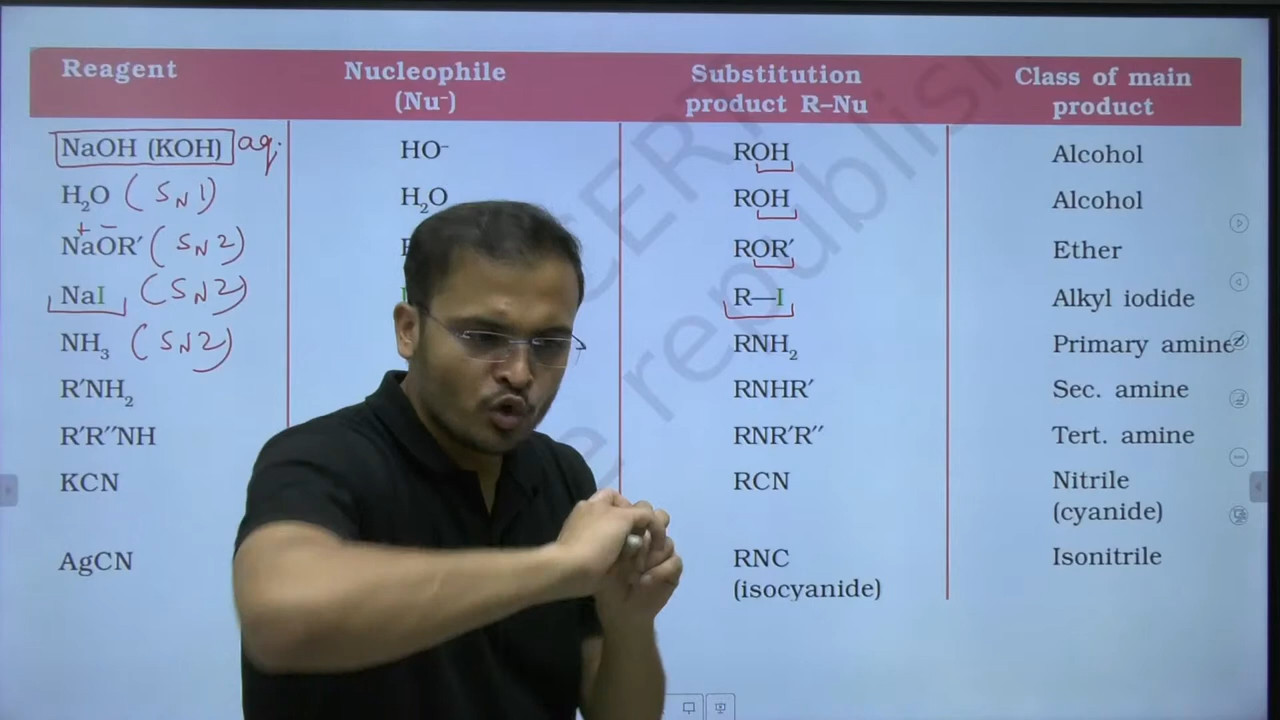 Reagent Nucleophile (Nu⁻) Substitution product R–Nu Class of main product
NaOH (KOH) aq. HO⁻ ROH Alcohol
H₂O (SN1) H₂O ROH Alcohol
+ −
NaOR′ (SN2) ROR′ Ether
NaI (SN2) R—I Alkyl iodide
NH₃ (SN2) RNH₂ Primary amine
R′NH₂ RNHR′ Sec. amine
R′R″NH RNR′R″ Tert. amine
KCN RCN Nitrile (cyanide)
AgCN RNC (isocyanide) Isonitrile